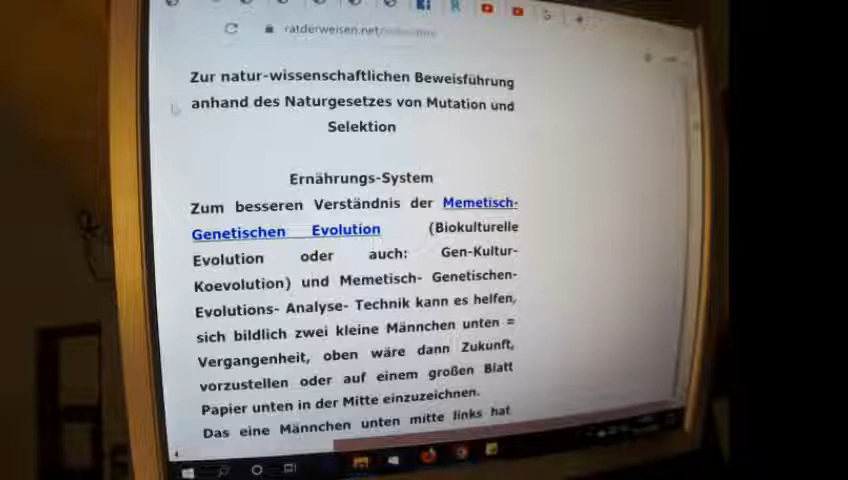 ratderweisen.net/
Zur natur-wissenschaftlichen Beweisführung
anhand des Naturgesetzes von Mutation und
Selektion
Ernährungs-System
Zum besseren Verständnis der Memetisch-
Genetischen Evolution (Biokulturelle
Evolution oder auch: Gen-Kultur-
Koevolution) und Memetisch- Genetischen-
Evolutions- Analyse- Technik kann es helfen,
sich bildlich zwei kleine Männchen unten =
Vergangenheit, oben wäre dann Zukunft,
vorzustellen oder auf einem großen Blatt
Papier unten in der Mitte einzuzeichnen.
Das eine Männchen unten mitte links hat